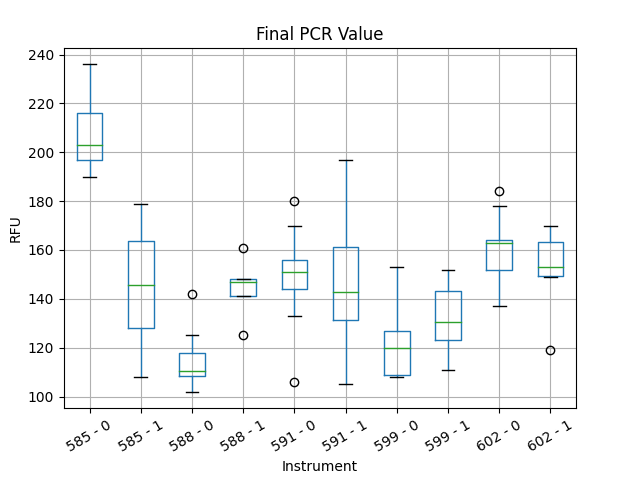 Final PCR Value
RFU
240
220
200
180
160
140
120
100
585 - 0
585 - 1
588 - 0
588 - 1
591 - 0
591 - 1
599 - 0
599 - 1
602 - 0
602 - 1
Instrument